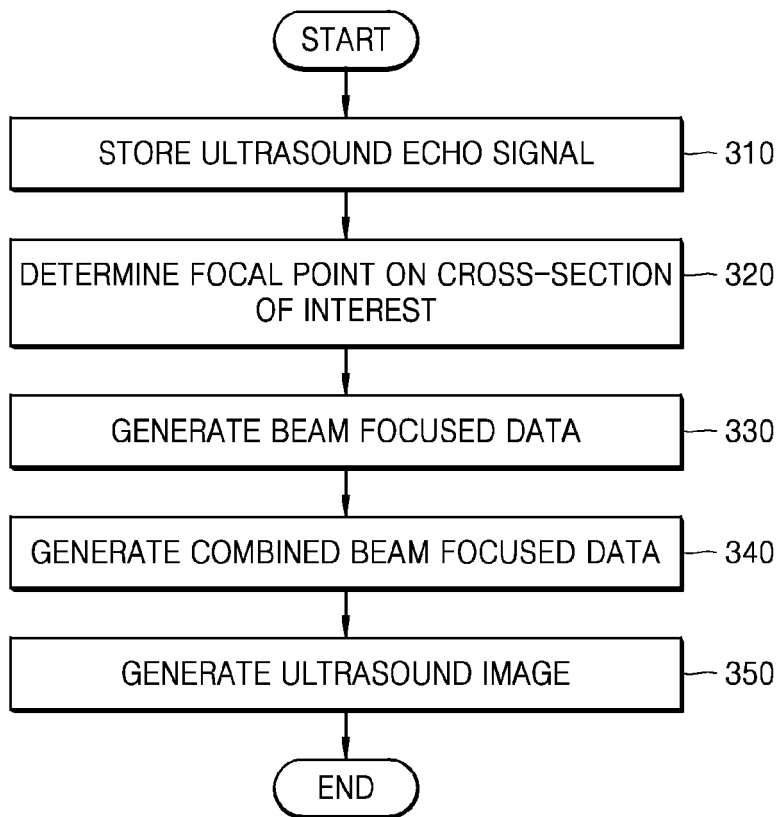 START
STORE ULTRASOUND ECHO SIGNAL
310
DETERMINE FOCAL POINT ON CROSS-SECTION
OF INTEREST
320
GENERATE BEAM FOCUSED DATA
330
GENERATE COMBINED BEAM FOCUSED DATA
340
GENERATE ULTRASOUND IMAGE
350
END